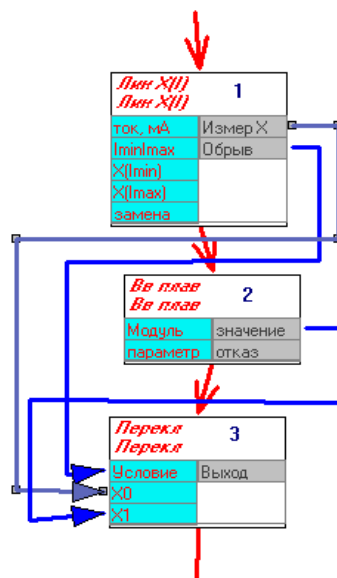 Лин X(I) 1
Лин X(I)
ток, мА Измер X
IminImax Обрыв
X(Imin)
X(Imax)
замена
Вв плав 2
Вв плав
Модуль значение
параметр отказ
Перекл 3
Перекл
Условие Выход
X0
X1